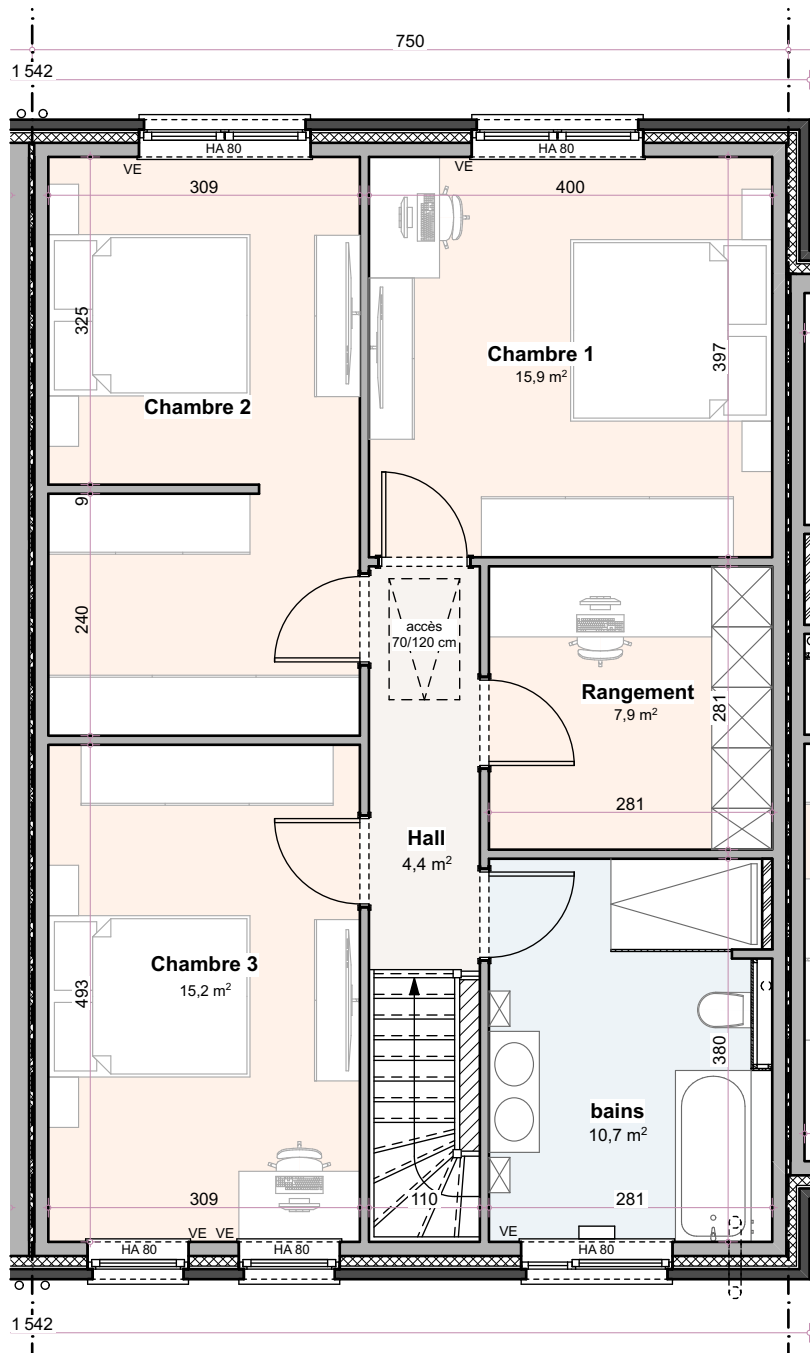 750
1 542
HA 80
HA 80
VE
VE
309
400
325
Chambre 1
15,9 m²
397
Chambre 2
9
240
accès
70/120 cm
Rangement
7,9 m²
281
281
Hall
4,4 m²
Chambre 3
15,2 m²
493
380
bains
10,7 m²
309
110
281
VE
VE
VE
HA 80
HA 80
HA 80
1 542